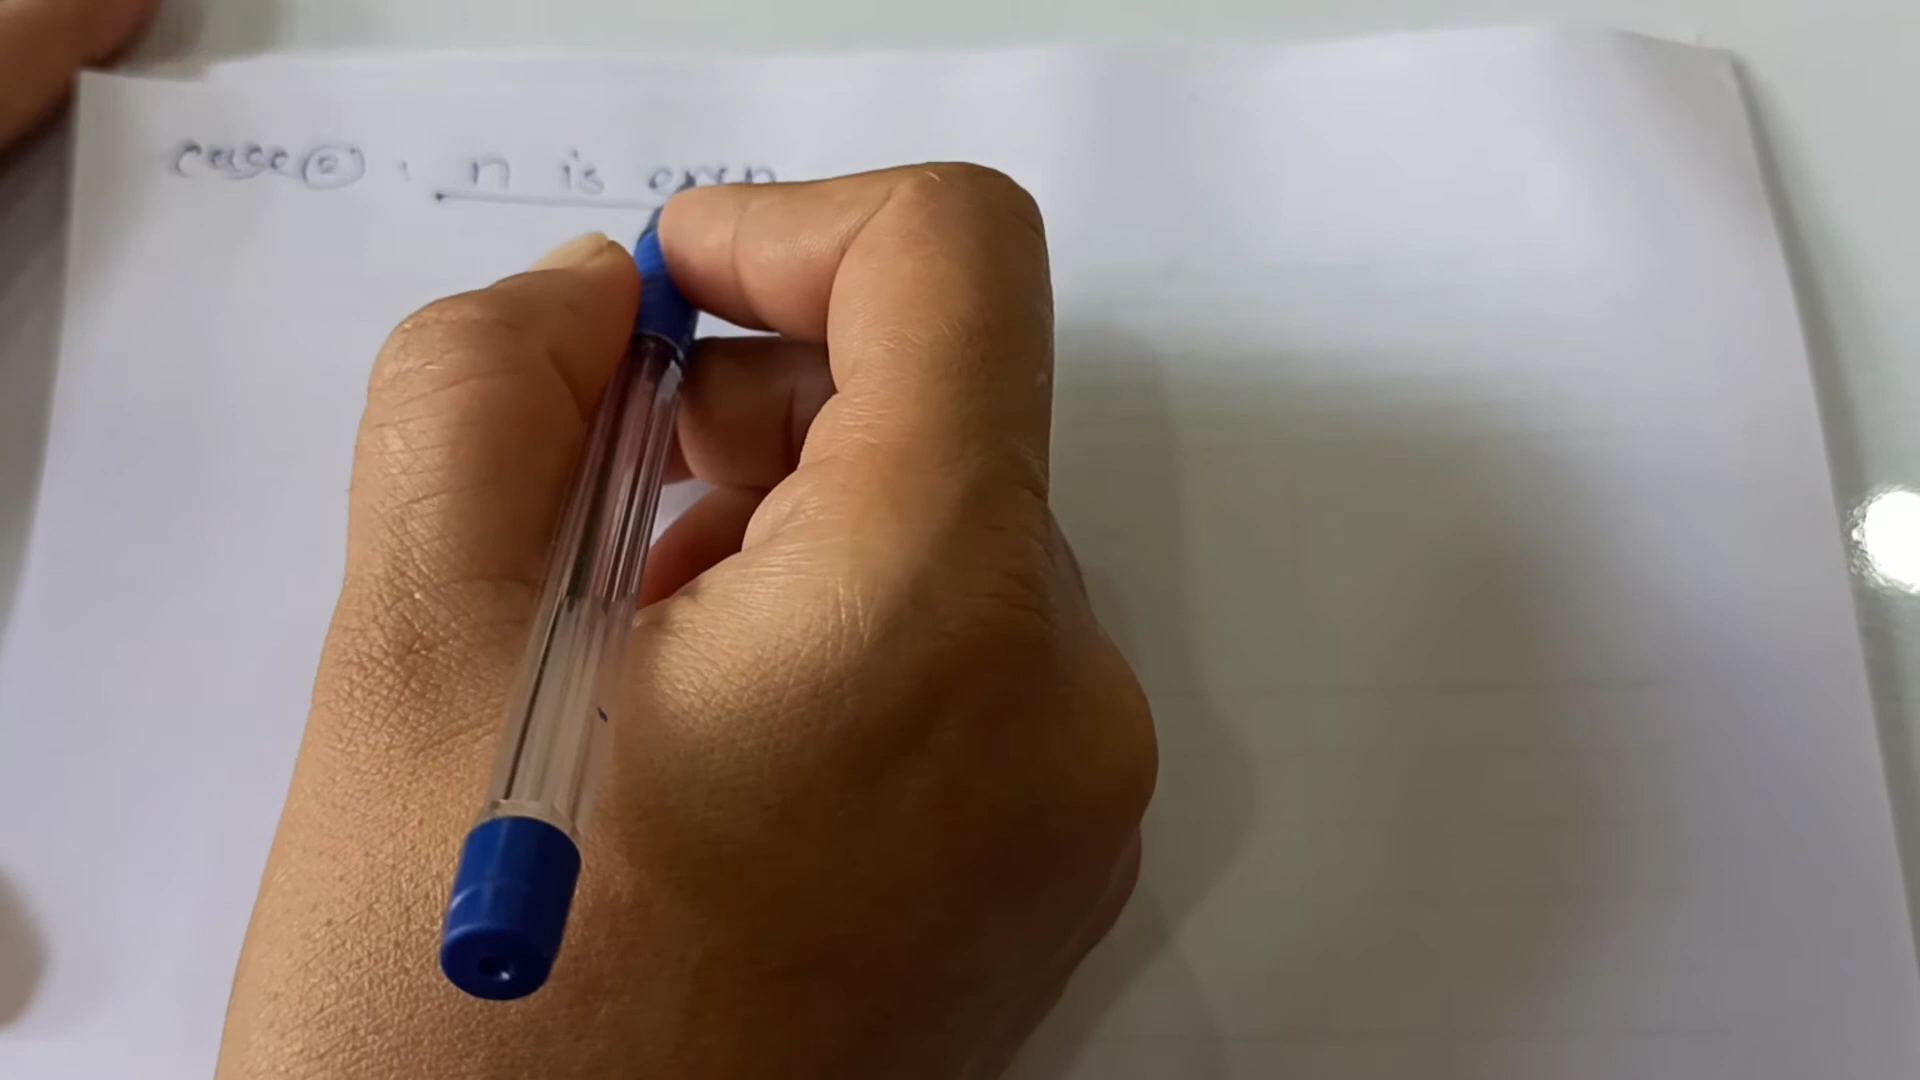 case ② : n is even